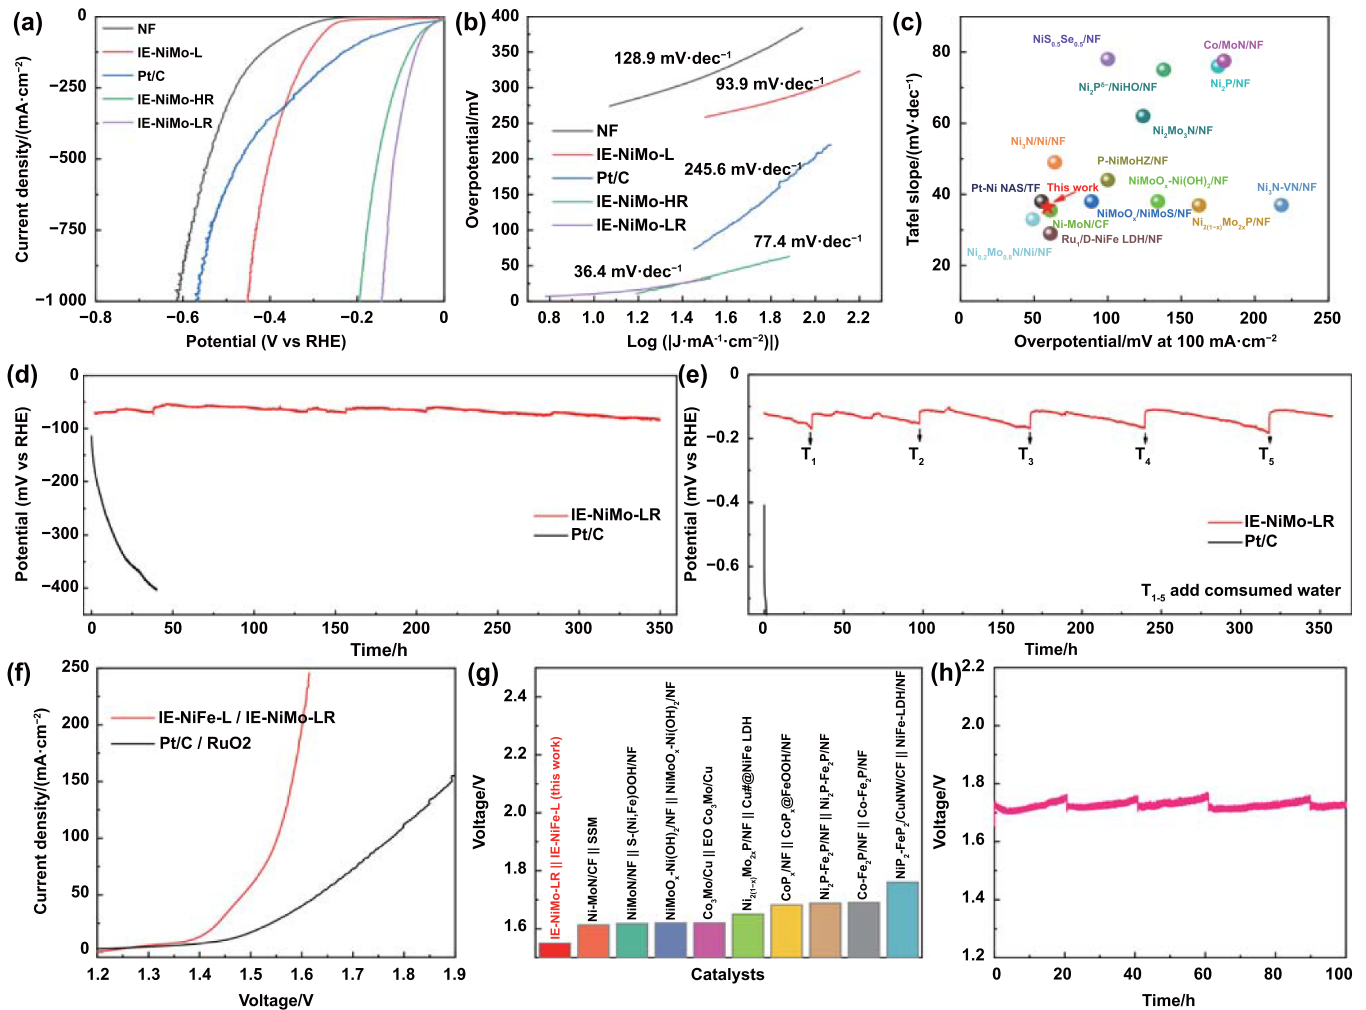 (a)
Current density/(mA·cm⁻²)
0
−250
−500
−750
−1 000
NF
IE-NiMo-L
Pt/C
IE-NiMo-HR
IE-NiMo-LR
−0.8 −0.6 −0.4 −0.2 0
Potential (V vs RHE)
(b)
Overpotential/mV
400
350
300
250
200
150
100
50
0
128.9 mV·dec⁻¹
93.9 mV·dec⁻¹
245.6 mV·dec⁻¹
77.4 mV·dec⁻¹
36.4 mV·dec⁻¹
NF
IE-NiMo-L
Pt/C
IE-NiMo-HR
IE-NiMo-LR
0.8 1.0 1.2 1.4 1.6 1.8 2.0 2.2
Log (|J·mA⁻¹·cm⁻²)|)
(c)
Tafel slope/(mV·dec⁻¹)
80
60
40
20
NiS₀.₅Se₀.₅/NF
Co/MoN/NF
Ni₂Pᵟ⁻/NiHO/NF
Ni₂P/NF
Ni₂Mo₃N/NF
Ni₃N/Ni/NF
P-NiMoHZ/NF
Pt-Ni NAS/TF
This work
NiMoOₓ-Ni(OH)₂/NF
Ni₃N-VN/NF
NiMoOₓ/NiMoS/NF
Ni-MoN/CF
Ni₂₍₁₋ₓ₎Mo₂ₓP/NF
Ru₁/D-NiFe LDH/NF
Ni₀.₂Mo₀.₈N/Ni/NF
0 50 100 150 200 250
Overpotential/mV at 100 mA·cm⁻²
(d)
Potential (mV vs RHE)
0
−100
−200
−300
−400
IE-NiMo-LR
Pt/C
0 50 100 150 200 250 300 350
Time/h
(e)
Potential (mV vs RHE)
0
−0.2
−0.4
−0.6
T₁ T₂ T₃ T₄ T₅
IE-NiMo-LR
Pt/C
T₁₋₅ add comsumed water
0 50 100 150 200 250 300 350
Time/h
(f)
Current density/(mA·cm⁻²)
250
200
150
100
50
0
IE-NiFe-L / IE-NiMo-LR
Pt/C / RuO2
1.2 1.3 1.4 1.5 1.6 1.7 1.8 1.9
Voltage/V
(g)
Voltage/V
2.4
2.2
2.0
1.8
1.6
IE-NiMo-LR || IE-NiFe-L (this work)
Ni-MoN/CF || SSM
NiMoN/NF || S-(Ni,Fe)OOH/NF
NiMoOₓ-Ni(OH)₂/NF || NiMoOₓ-Ni(OH)₂/NF
Co₃Mo/Cu || EO Co₃Mo/Cu
Ni₂₍₁₋ₓ₎Mo₂ₓP/NF || Cu#@NiFe LDH
CoPₓ/NF || CoPₓ@FeOOH/NF
Ni₂P-Fe₂P/NF || Ni₂P-Fe₂P/NF
Co-Fe₂P/NF || Co-Fe₂P/NF
NiP₂-FeP₂/CuNW/CF || NiFe-LDH/NF
Catalysts
(h)
Voltage/V
2.2
2.0
1.8
1.6
1.4
1.2
0 20 40 60 80 100
Time/h